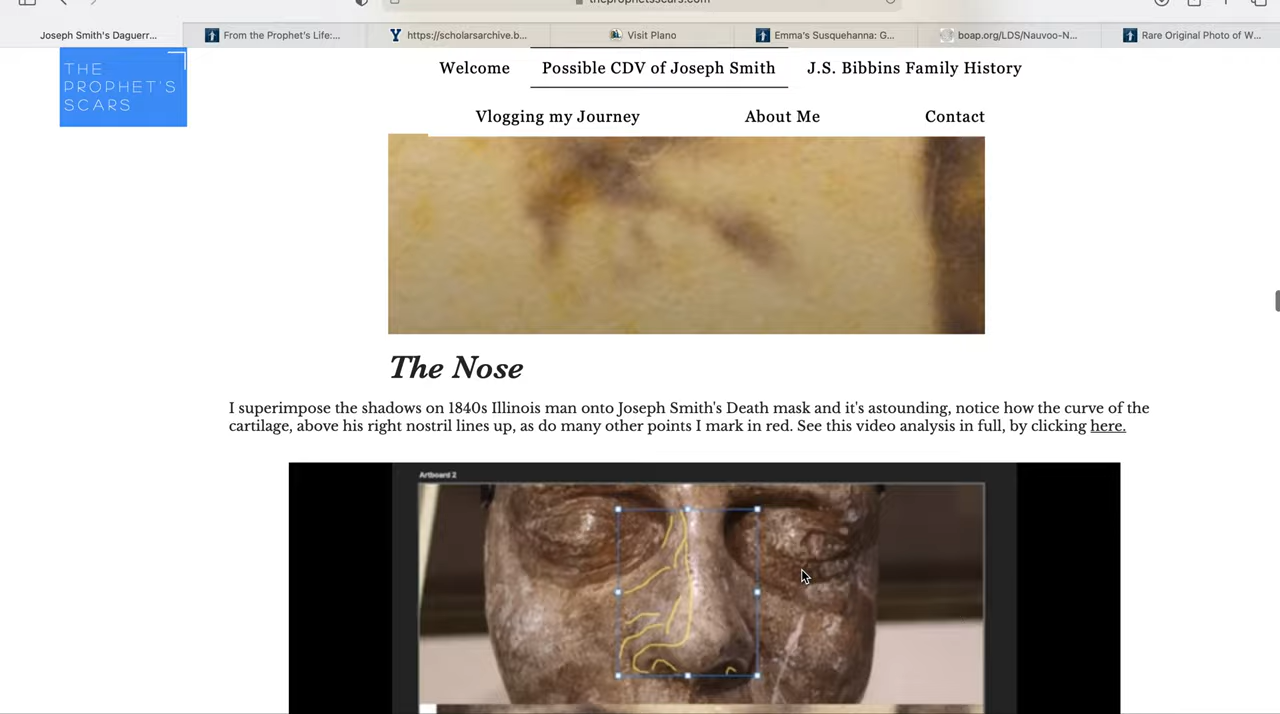 theprophetsscars.com
Joseph Smith's Daguerr...
From the Prophet's Life:...
https://scholarsarchive.b...
Visit Plano
Emma's Susquehanna: G...
boap.org/LDS/Nauvoo-N...
Rare Original Photo of W...
THE
PROPHET'S
SCARS
Welcome
Possible CDV of Joseph Smith
J.S. Bibbins Family History
Vlogging my Journey
About Me
Contact
The Nose
I superimpose the shadows on 1840s Illinois man onto Joseph Smith's Death mask and it's astounding, notice how the curve of the
cartilage, above his right nostril lines up, as do many other points I mark in red. See this video analysis in full, by clicking here.
Artboard 2